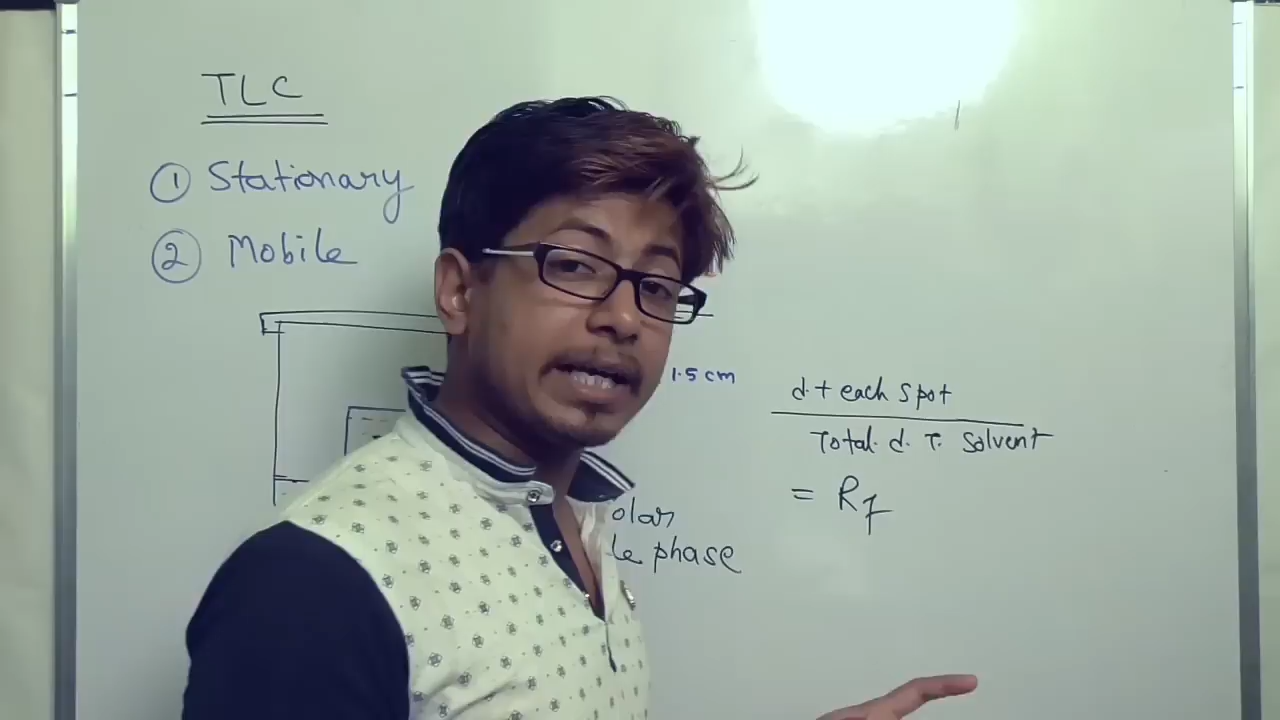 TLC
① Stationary
② Mobile
1.5 cm
d.t each spot
Total. d. T. Solvent
= Rf
olar
le phase